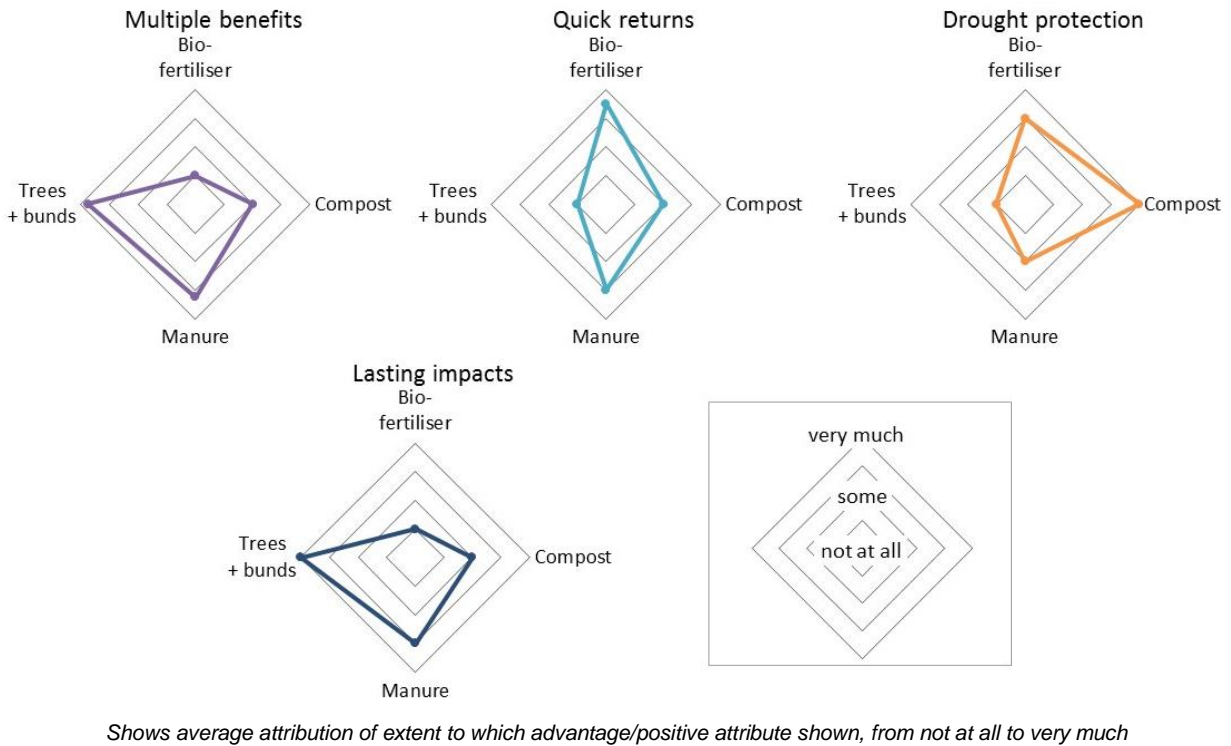 Multiple benefits
Bio-
fertiliser
Trees
+ bunds
Compost
Manure
Quick returns
Bio-
fertiliser
Trees
+ bunds
Compost
Manure
Drought protection
Bio-
fertiliser
Trees
+ bunds
Compost
Manure
Lasting impacts
Bio-
fertiliser
Trees
+ bunds
Compost
Manure
very much
some
not at all
Shows average attribution of extent to which advantage/positive attribute shown, from not at all to very much